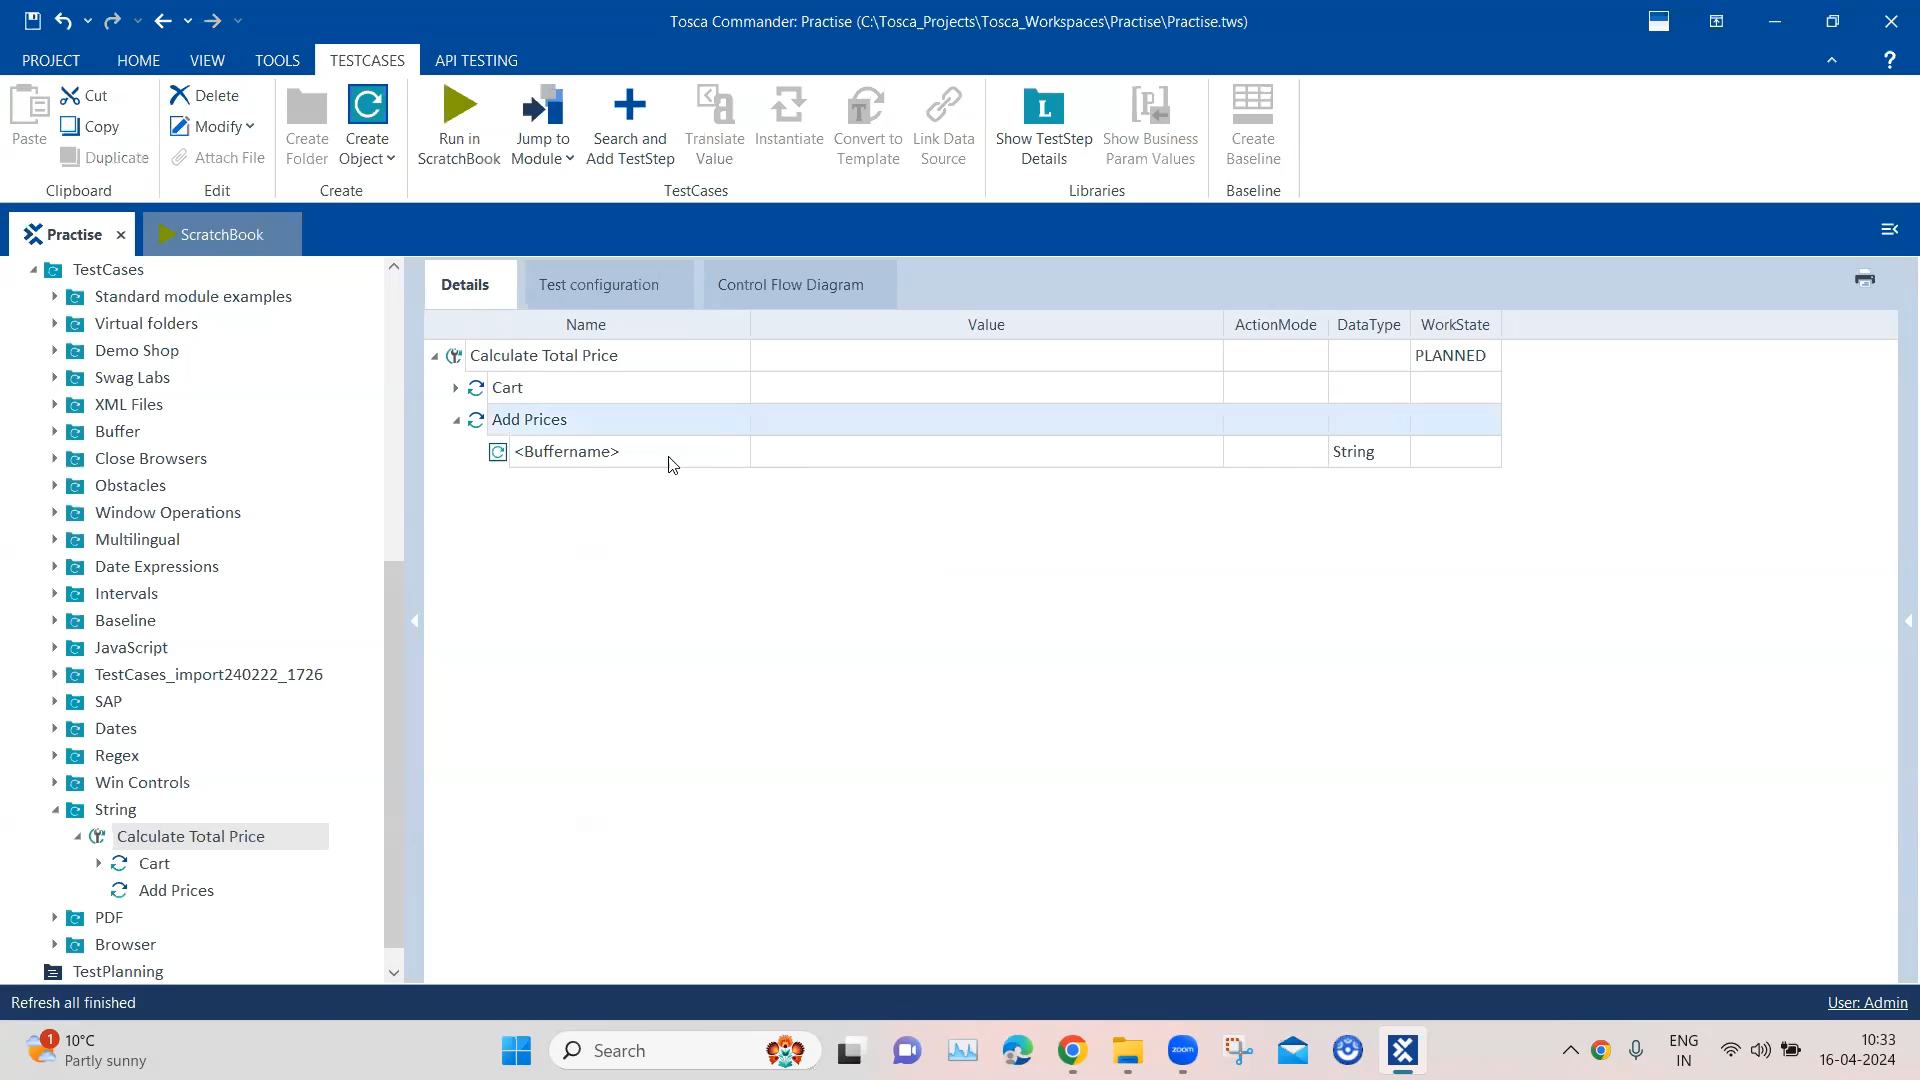 Tosca Commander: Practise (C:\Tosca_Projects\Tosca_Workspaces\Practise\Practise.tws)
PROJECT HOME VIEW TOOLS TESTCASES API TESTING
Paste
Cut
Copy
Duplicate
Clipboard
Delete
Modify
Attach File
Edit
Create Folder
Create Object
Create
Run in ScratchBook
Jump to Module
Search and Add TestStep
Translate Value
Instantiate
Convert to Template
Link Data Source
TestCases
Show TestStep Details
Show Business Param Values
Libraries
Create Baseline
Baseline
Practise ScratchBook
TestCases
Standard module examples
Virtual folders
Demo Shop
Swag Labs
XML Files
Buffer
Close Browsers
Obstacles
Window Operations
Multilingual
Date Expressions
Intervals
Baseline
JavaScript
TestCases_import240222_1726
SAP
Dates
Regex
Win Controls
String
Calculate Total Price
Cart
Add Prices
PDF
Browser
TestPlanning
Details Test configuration Control Flow Diagram
Name Value ActionMode DataType WorkState
Calculate Total Price PLANNED
Cart
Add Prices
<Buffername> String
Refresh all finished User: Admin
1
10°C
Partly sunny
Search
zoom
ENG
IN
10:33
16-04-2024